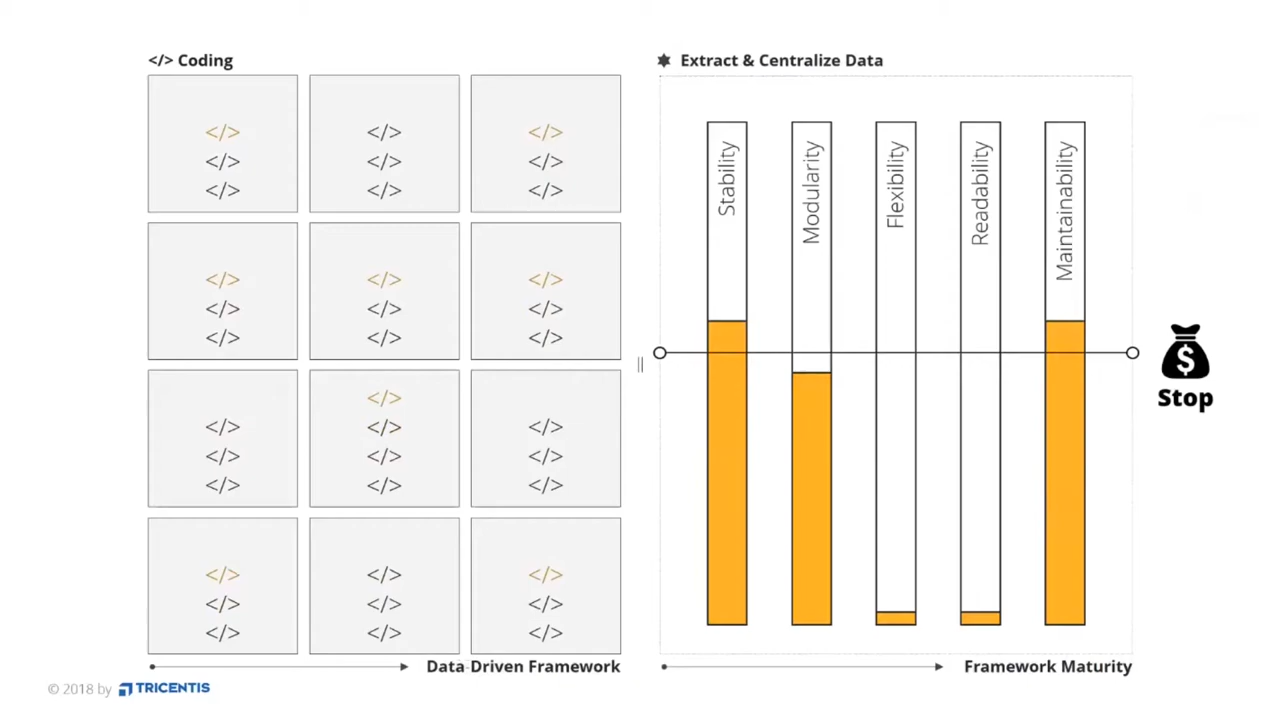 </> Coding
</> </> </>
</> </> </>
</> </> </>
</> </> </>
</> </> </>
</> </> </>
</>
</> </> </>
</> </> </>
</> </> </>
</> </> </>
</> </> </>
</> </> </>
Data-Driven Framework
Extract & Centralize Data
Stability
Modularity
Flexibility
Readability
Maintainability
$
Stop
Framework Maturity
© 2018 by TRICENTIS